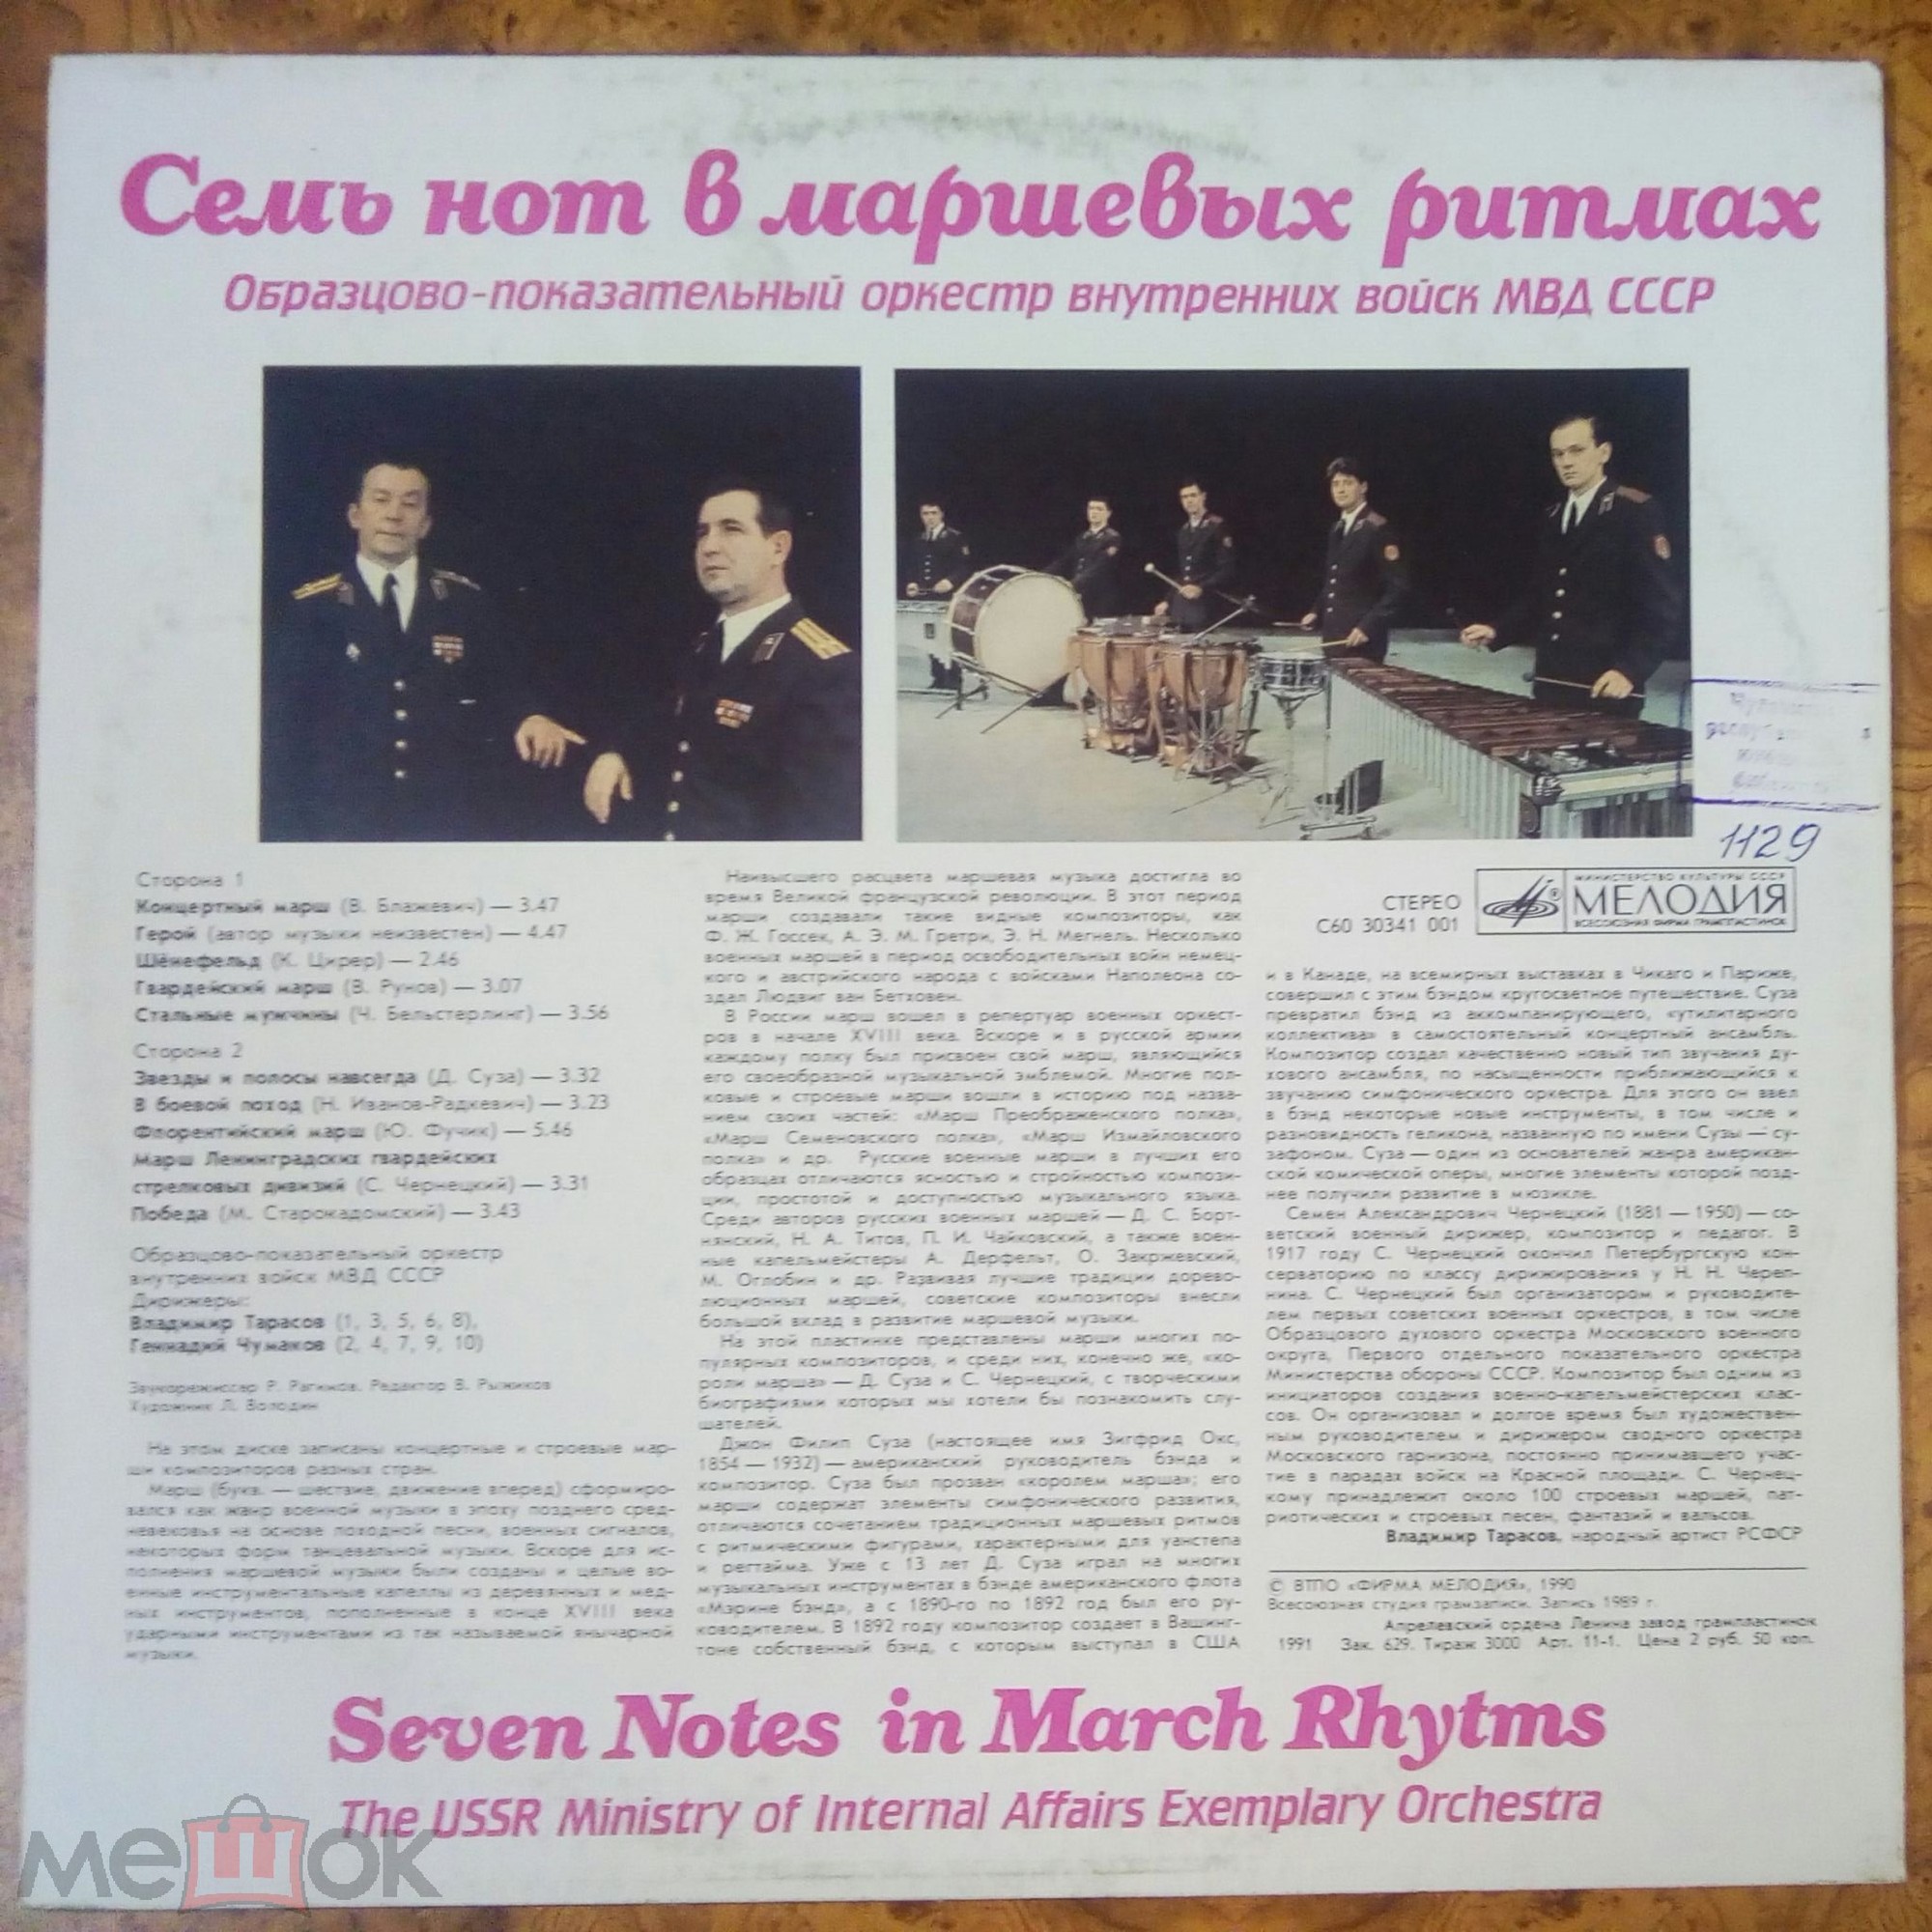 Семь нот в маршевых ритмах
Образцово-показательный оркестр внутренних войск МВД СССР
1129
Сторона 1
Концертный марш (В. Блажевич) — 3.47
Герой (автор музыки неизвестен) — 4.47
Шёнефельд (К. Цирер) — 2.46
Гвардейский марш (В. Рунов) — 3.07
Стальные мужчины (Ч. Бельстерлинг) — 3.56
Сторона 2
Звезды и полосы навсегда (Д. Суза) — 3.32
В боевой поход (Н. Иванов-Радкевич) — 3.23
Флорентийский марш (Ю. Фучик) — 5.46
Марш Ленинградских гвардейских
стрелковых дивизий (С. Чернецкий) — 3.31
Победа (М. Старокадомский) — 3.43
Образцово-показательный оркестр
внутренних войск МВД СССР
Дирижеры:
Владимир Тарасов (1, 3, 5, 6, 8),
Геннадий Чумаков (2, 4, 7, 9, 10)
Звукорежиссер Р. Рагимов. Редактор В. Рыжиков
Художник Л. Володин
На этом диске записаны концертные и строевые мар-
ши композиторов разных стран.
Марш (букв. — шествие, движение вперед) сформиро-
вался как жанр военной музыки в эпоху позднего сред-
невековья на основе походной песни, военных сигналов,
некоторых форм танцевальной музыки. Вскоре для ис-
полнения маршевой музыки были созданы и целые во-
енные инструментальные капеллы из деревянных и мед-
ных инструментов, пополненные в конце XVIII века
ударными инструментами из так называемой янычарной
музыки.
Наивысшего расцвета маршевая музыка достигла во
время Великой французской революции. В этот период
марши создавали такие видные композиторы, как
Ф. Ж. Госсек, А. Э. М. Гретри, Э. Н. Мегюль. Несколько
военных маршей в период освободительных войн немец-
кого и австрийского народа с войсками Наполеона со-
здал Людвиг ван Бетховен.
В России марш вошел в репертуар военных оркест-
ров в начале XVIII века. Вскоре и в русской армии
каждому полку был присвоен свой марш, являющийся
его своеобразной музыкальной эмблемой. Многие пол-
ковые и строевые марши вошли в историю под назва-
нием своих частей: «Марш Преображенского полка»,
«Марш Семеновского полка», «Марш Измайловского
полка» и др. Русские военные марши в лучших его
образцах отличаются ясностью и стройностью компози-
ции, простотой и доступностью музыкального языка.
Среди авторов русских военных маршей — Д. С. Борт-
нянский, Н. А. Титов, П. И. Чайковский, а также воен-
ные капельмейстеры А. Дерфельт, О. Закржевский,
М. Отлобин и др. Развивая лучшие традиции дорево-
люционных маршей, советские композиторы внесли
большой вклад в развитие маршевой музыки.
На этой пластинке представлены марши многих по-
пулярных композиторов, и среди них, конечно же, «ко-
роли марша» — Д. Суза и С. Чернецкий, с творческими
биографиями которых мы хотели бы познакомить слу-
шателей.
Джон Филип Суза (настоящее имя Зигфрид Окс,
1854 — 1932) — американский руководитель бэнда и
композитор. Суза был прозван «королем марша»; его
марши содержат элементы симфонического развития,
отличаются сочетанием традиционных маршевых ритмов
с ритмическими фигурами, характерными для уанстепа
и регтайма. Уже с 13 лет Д. Суза играл на многих
музыкальных инструментах в бэнде американского флота
«Мэрине бэнд», а с 1890-го по 1892 год был его ру-
ководителем. В 1892 году композитор создает в Вашинг-
тоне собственный бэнд, с которым выступал в США
СТЕРЕО
С60 30341 001
МИНИСТЕРСТВО КУЛЬТУРЫ СССР
МЕЛОДИЯ
ВСЕСОЮЗНАЯ ФИРМА ГРАМПЛАСТИНОК
и в Канаде, на всемирных выставках в Чикаго и Париже,
совершил с этим бэндом кругосветное путешествие. Суза
превратил бэнд из аккомпанирующего, «утилитарного
коллектива» в самостоятельный концертный ансамбль.
Композитор создал качественно новый тип звучания ду-
хового ансамбля, по насыщенности приближающийся к
звучанию симфонического оркестра. Для этого он ввел
в бэнд некоторые новые инструменты, в том числе и
разновидность геликона, названную по имени Сузы — су-
зафоном. Суза — один из основателей жанра американ-
ской комической оперы, многие элементы которой позд-
нее получили развитие в мюзикле.
Семен Александрович Чернецкий (1881 — 1950) — со-
ветский военный дирижер, композитор и педагог. В
1917 году С. Чернецкий окончил Петербургскую кон-
серваторию по классу дирижирования у Н. Н. Череп-
нина. С. Чернецкий был организатором и руководите-
лем первых советских военных оркестров, в том числе
Образцового духового оркестра Московского военного
округа, Первого отдельного показательного оркестра
Министерства обороны СССР. Композитор был одним из
инициаторов создания военно-капельмейстерских клас-
сов. Он организовал и долгое время был художествен-
ным руководителем и дирижером сводного оркестра
Московского гарнизона, постоянно принимавшего учас-
тие в парадах войск на Красной площади. С. Чернец-
кому принадлежит около 100 строевых маршей, пат-
риотических и строевых песен, фантазий и вальсов.
Владимир Тарасов, народный артист РСФСР
© ВТПО «ФИРМА МЕЛОДИЯ», 1990
Всесоюзная студия грамзаписи. Запись 1989 г.
Апрелевский ордена Ленина завод грампластинок
1991 Зак. 629. Тираж 3000 Арт. 11-1. Цена 2 руб. 50 коп.
Seven Notes in March Rhytms
The USSR Ministry of Internal Affairs Exemplary Orchestra
мешок